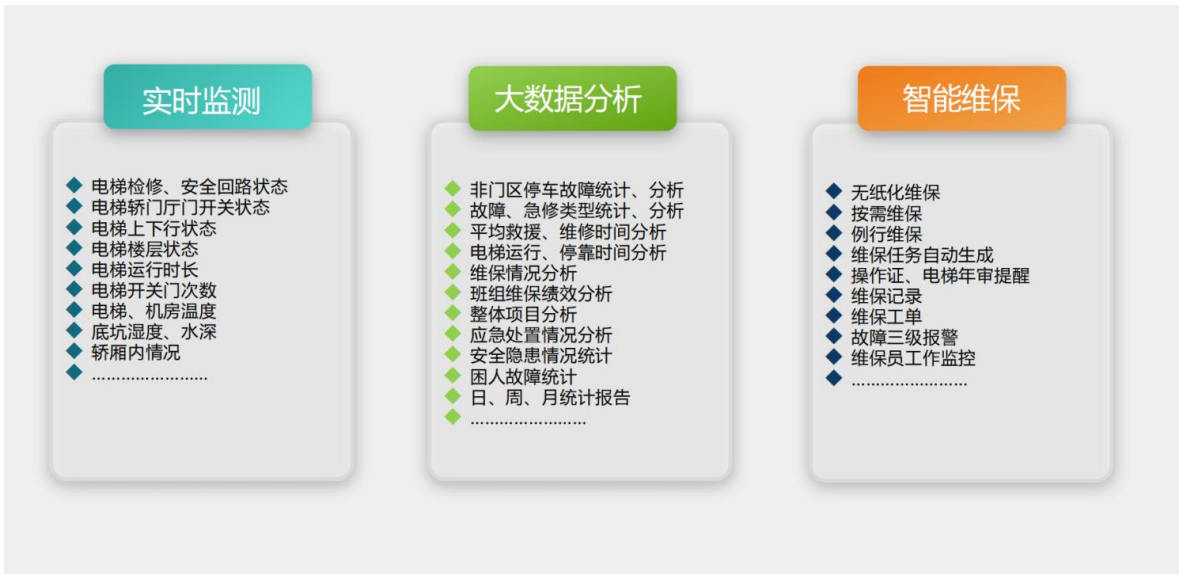 实时监测
电梯检修、安全回路状态
电梯轿门厅门开关状态
电梯上下行状态
电梯楼层状态
电梯运行时长
电梯开关门次数
电梯、机房温度
底坑湿度、水深
轿厢内情况
........................
大数据分析
非门区停车故障统计、分析
故障、急修类型统计、分析
平均救援、维修时间分析
电梯运行、停靠时间分析
维保情况分析
班组维保绩效分析
整体项目分析
应急处置情况分析
安全隐患情况统计
困人故障统计
日、周、月统计报告
........................
智能维保
无纸化维保
按需维保
例行维保
维保任务自动生成
操作证、电梯年审提醒
维保记录
维保工单
故障三级报警
维保员工作监控
........................